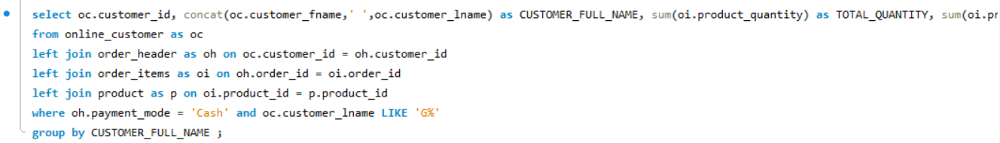 select oc.customer_id, concat(oc.customer_fname,' ',oc.customer_lname) as CUSTOMER_FULL_NAME, sum(oi.product_quantity) as TOTAL_QUANTITY, sum(oi.pr
from online_customer as oc
left join order_header as oh on oc.customer_id = oh.customer_id
left join order_items as oi on oh.order_id = oi.order_id
left join product as p on oi.product_id = p.product_id
where oh.payment_mode = 'Cash' and oc.customer_lname LIKE 'G%'
group by CUSTOMER_FULL_NAME ;